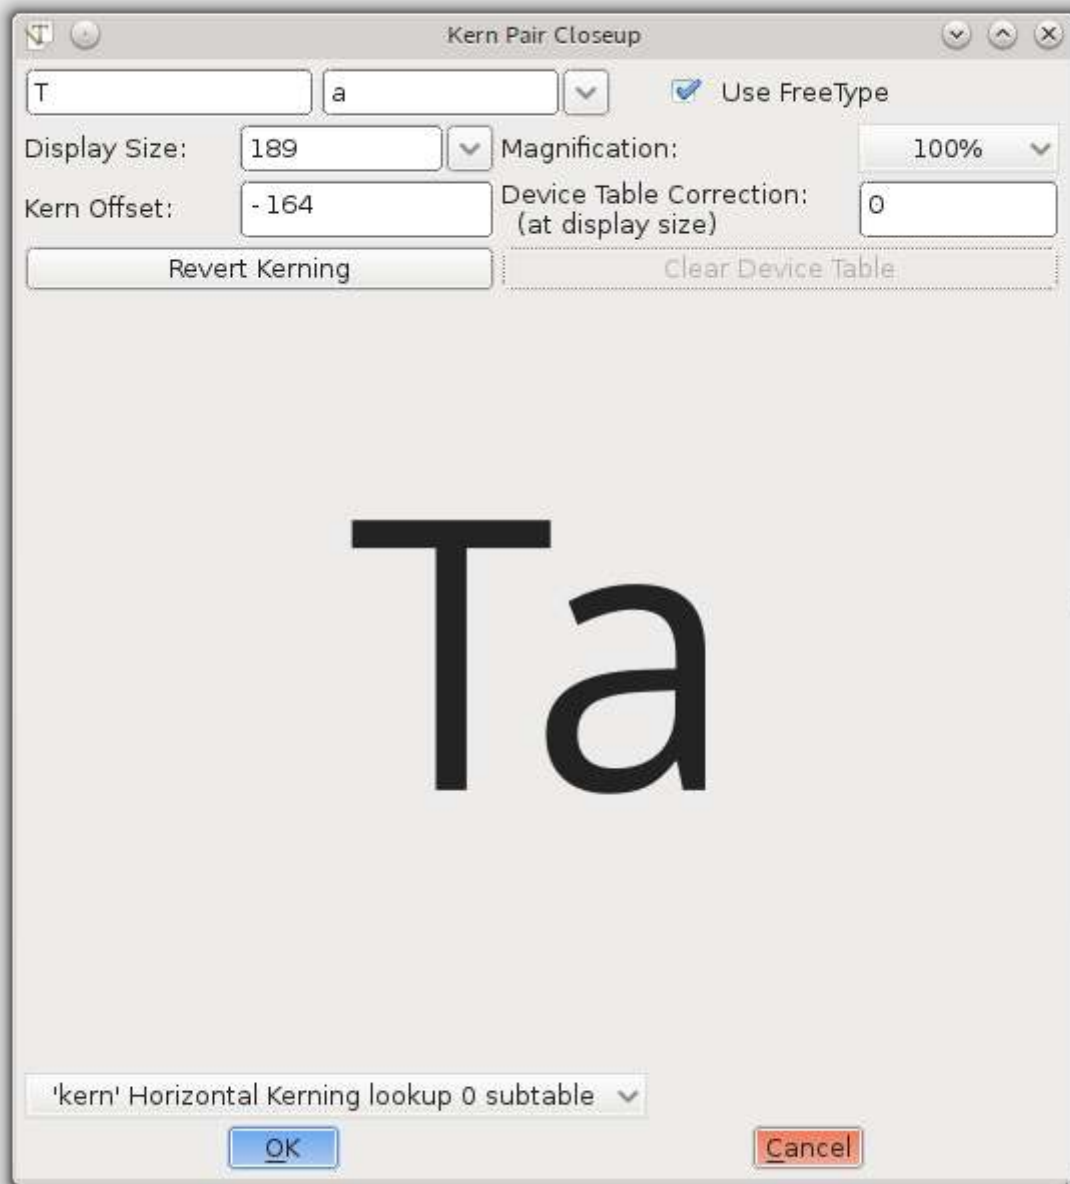 Kern Pair Closeup
T a Use FreeType
Display Size: 189 Magnification: 100%
Kern Offset: -164 Device Table Correction: 0
(at display size)
Revert Kerning Clear Device Table
Ta
'kern' Horizontal Kerning lookup 0 subtable
OK Cancel